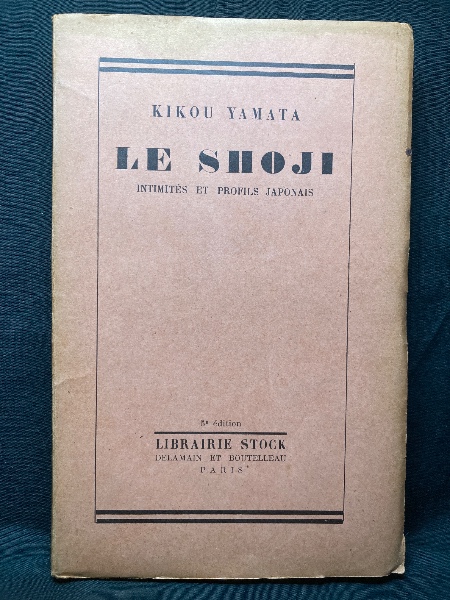 KIKOU YAMATA
LE SHOJI
INTIMITÉS ET PROFILS JAPONAIS
5e édition
LIBRAIRIE STOCK
DELAMAIN ET BOUTELLEAU
PARIS